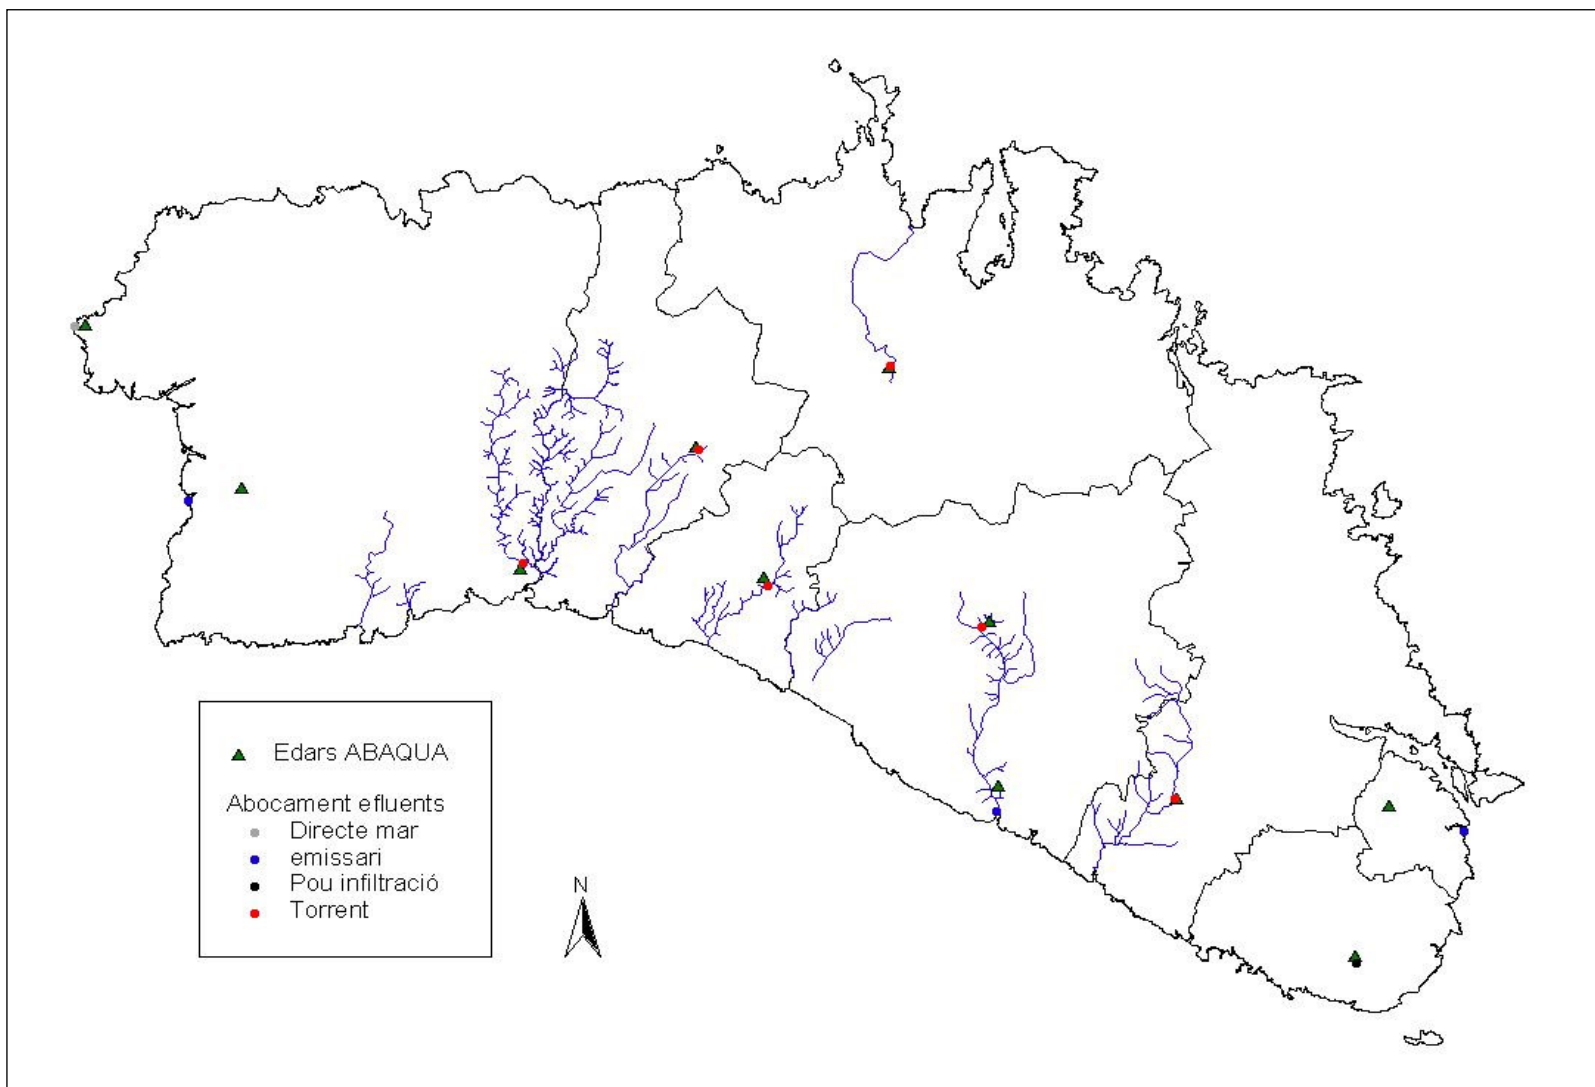 Edars ABAQUA
Abocament efluents
Directe mar
emissari
Pou infiltració
Torrent
N